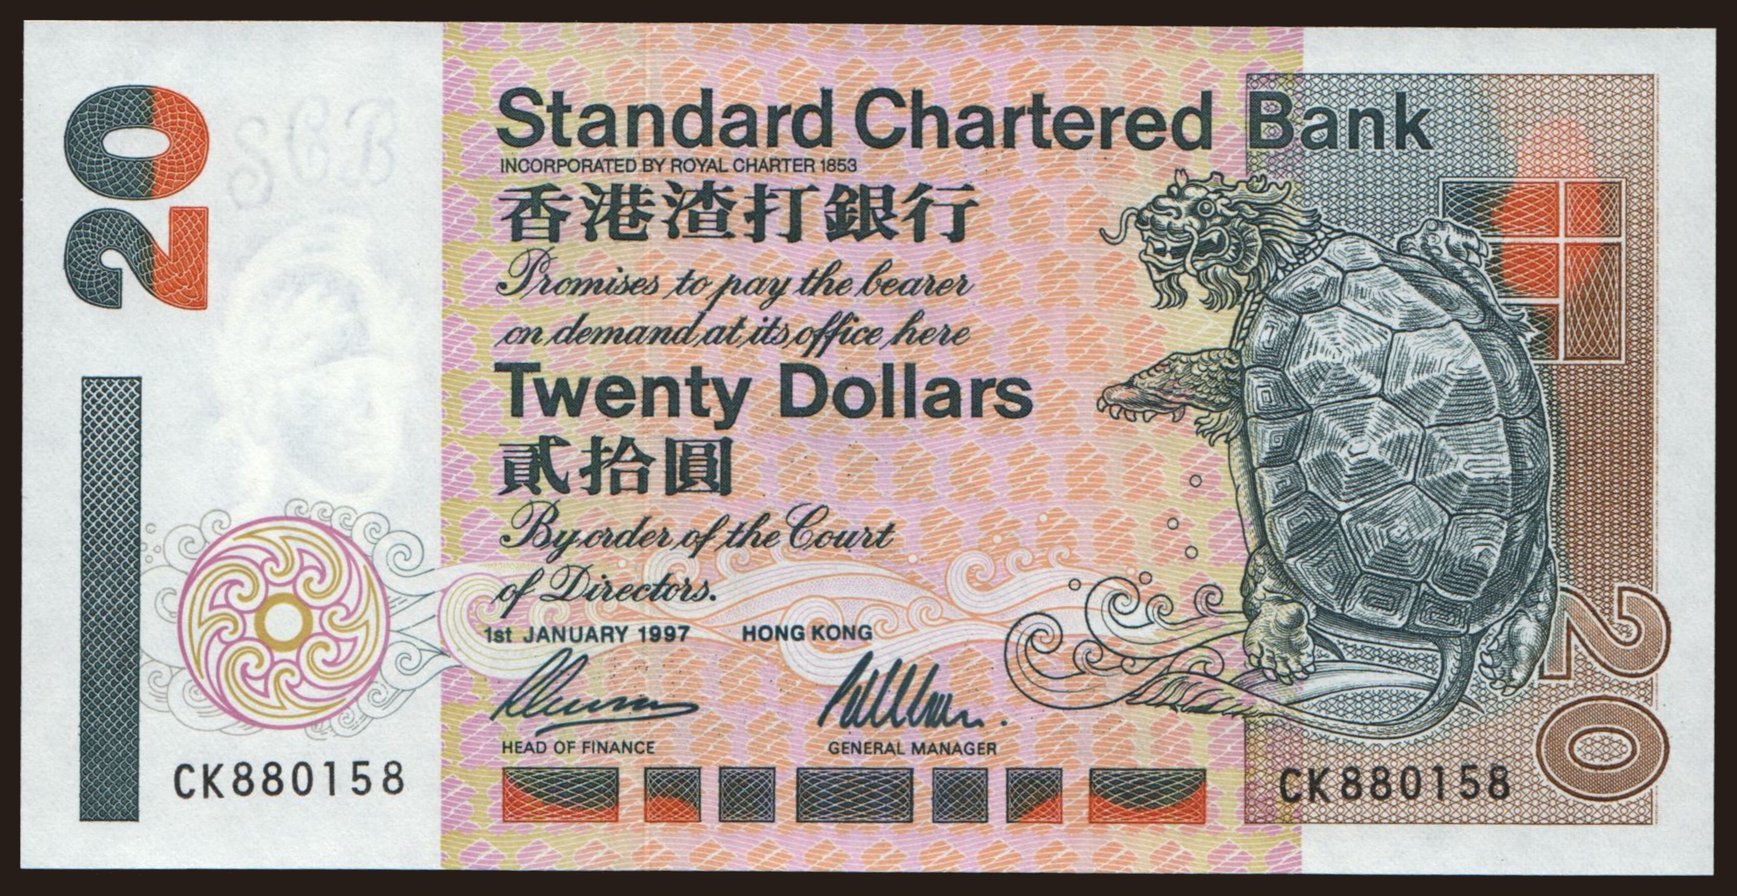 20
SCB
Standard Chartered Bank
INCORPORATED BY ROYAL CHARTER 1853
香港渣打銀行
Promises to pay the bearer
on demand at its office here
Twenty Dollars
貳拾圓
By order of the Court
of Directors.
1st JANUARY 1997 HONG KONG
HEAD OF FINANCE GENERAL MANAGER
CK880158 CK880158
20